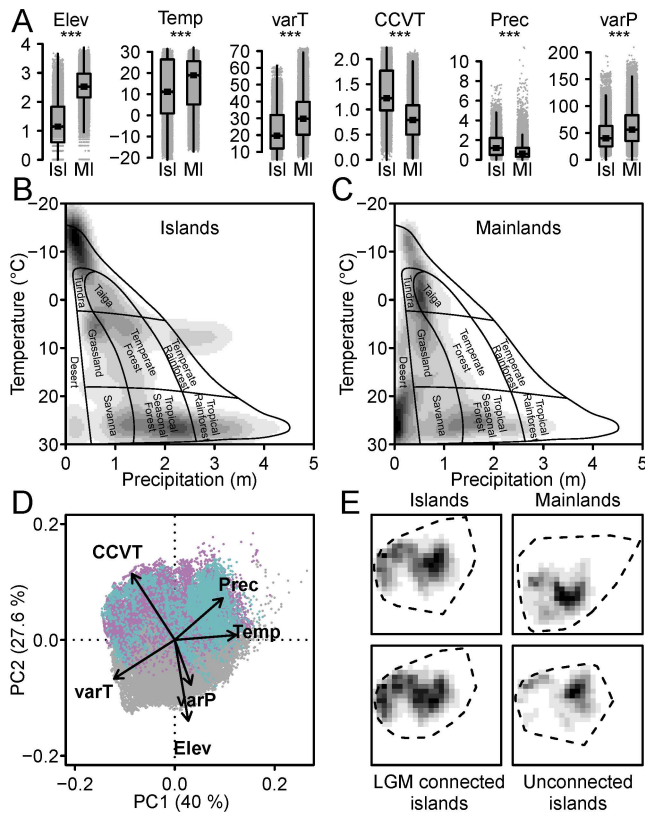 A
Elev Temp varT CCVT Prec varP
*** *** *** *** *** ***
4 3 2 1 0
30 20 10 0 −10 −20
70 60 50 40 30 20 10
2.0 1.5 1.0 0.5 0.0
10 8 6 4 2 0
200 150 100 50 0
Isl Ml Isl Ml Isl Ml Isl Ml Isl Ml Isl Ml
B
Islands
Temperature (°C)
−20
−10
0
10
20
30
Tundra
Taiga
Desert
Grassland
Temperate Forest
Temperate Rainforest
Savanna
Tropical Seasonal Forest
Tropical Rainforest
0 1 2 3 4 5
Precipitation (m)
C
Mainlands
Temperature (°C)
−20
−10
0
10
20
30
Tundra
Taiga
Desert
Grassland
Temperate Forest
Temperate Rainforest
Savanna
Tropical Seasonal Forest
Tropical Rainforest
0 1 2 3 4 5
Precipitation (m)
D
PC2 (27.6 %)
0.2
0.0
−0.2
CCVT
Prec
Temp
varT
varP
Elev
−0.2 0.0 0.2
PC1 (40 %)
E
Islands Mainlands
LGM connected Unconnected
islands islands